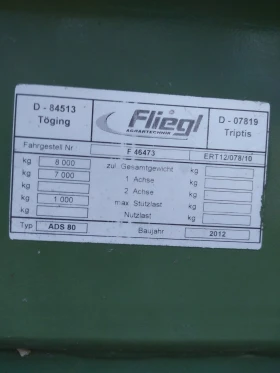 D - 84513 Töging
Fliegl
AGRARTECHNIK
D - 07819 Triptis
Fahrgestell Nr F 46473 ERT12/078/10
kg 8 000 zul Gesamtgewicht kg
kg 7 000 1 Achse kg
kg 2 Achse kg
kg 1 000 max Stützlast kg
kg Nutzlast kg
Typ ADS 80 Baujahr 2012